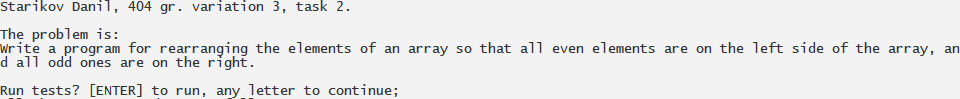 Starikov Danil, 404 gr. variation 3, task 2.
The problem is:
Write a program for rearranging the elements of an array so that all even elements are on the left side of the array, an
d all odd ones are on the right.
Run tests? [ENTER] to run, any letter to continue;